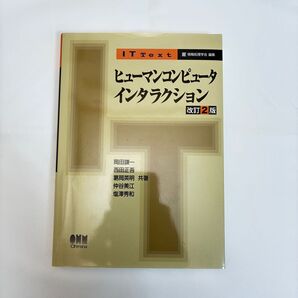 IT Text
情報処理学会 編集
ヒューマンコンピュータ
インタラクション
改訂2版
岡田謙一
西田正吾
葛岡英明 共著
仲谷美江
塩澤秀和
OHM
Ohmsha